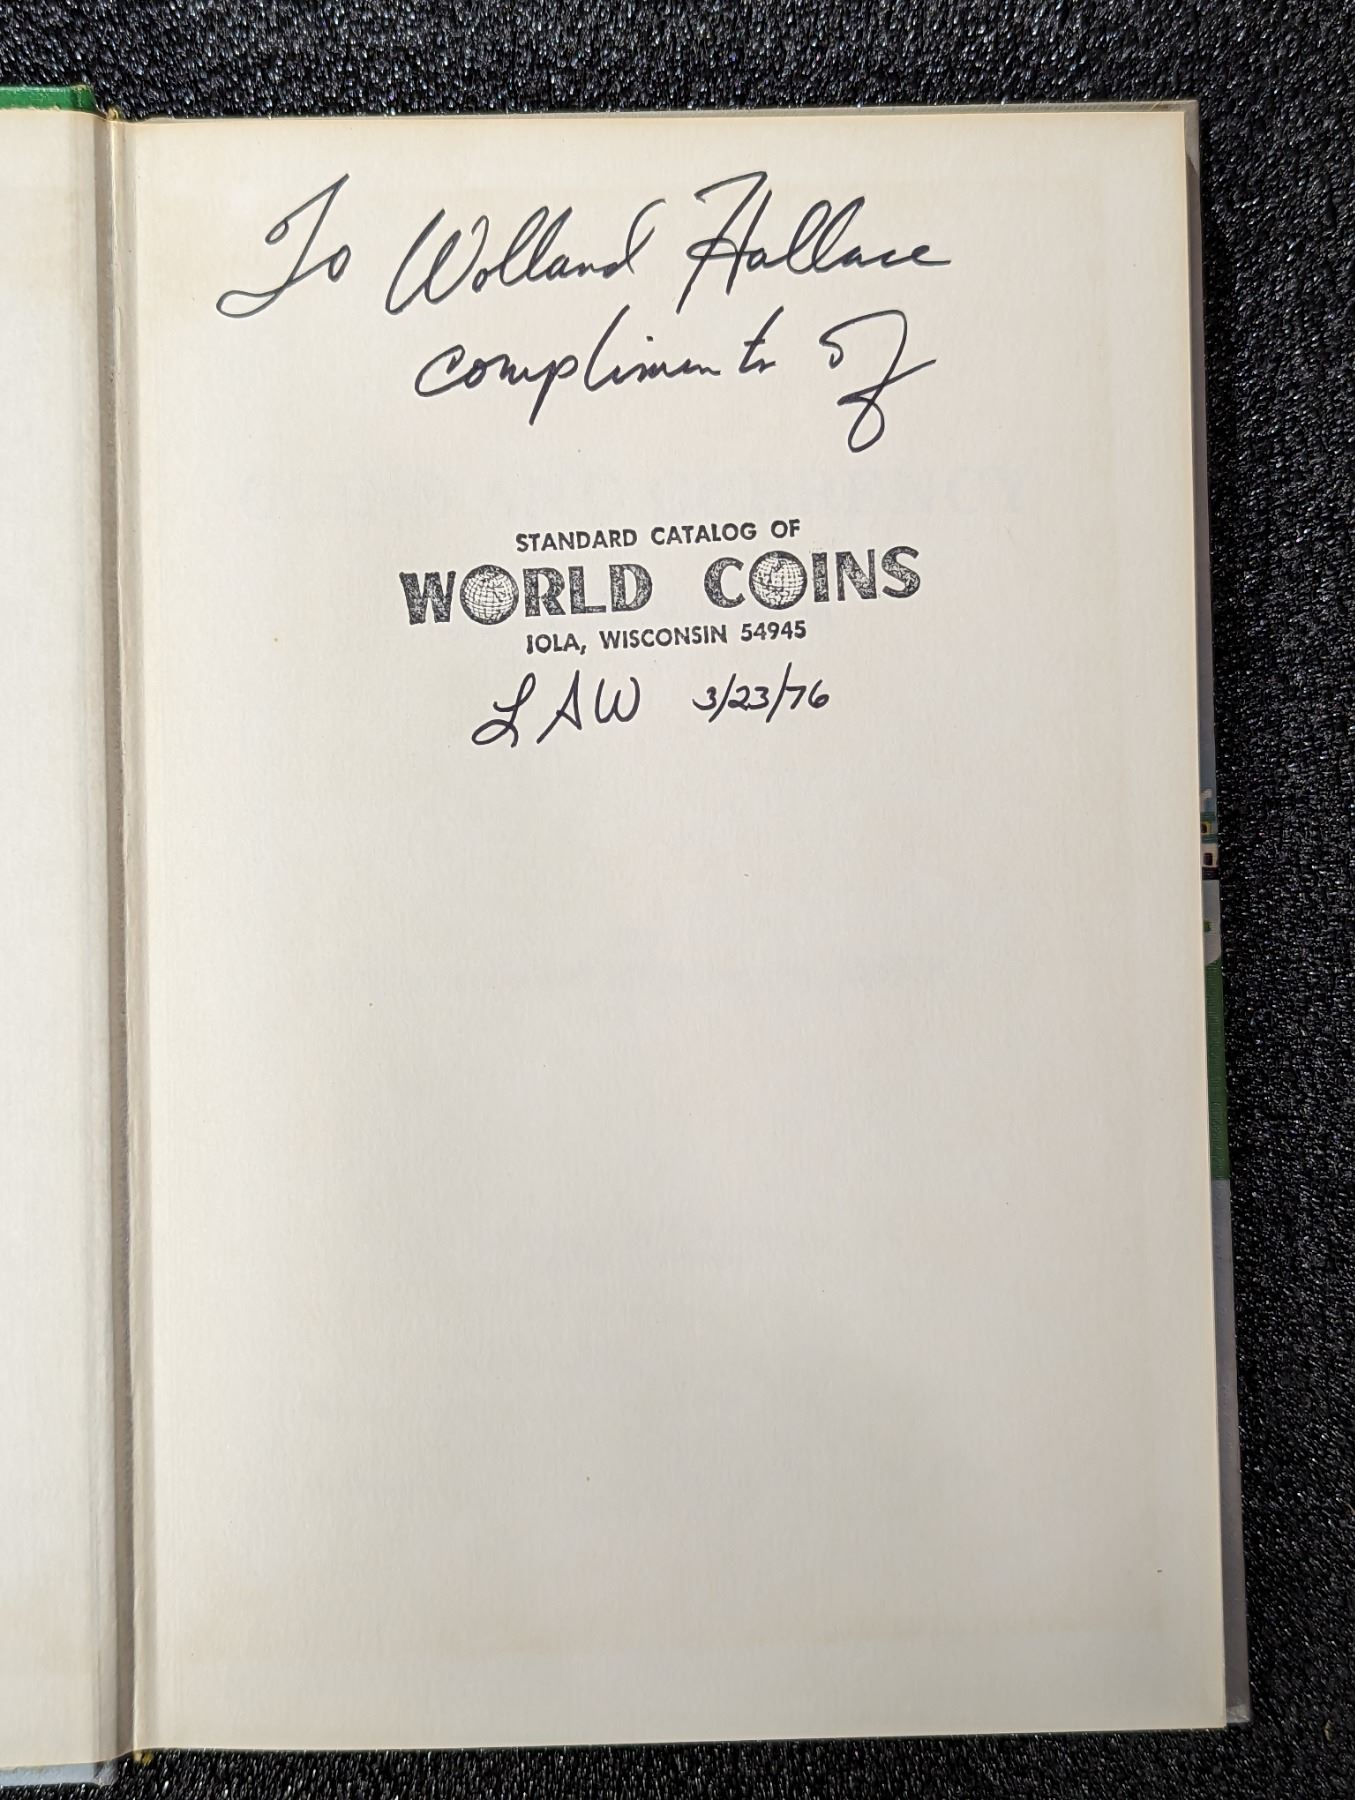 To Wolland Hallace
compliments of
STANDARD CATALOG OF
WORLD COINS
IOLA, WISCONSIN 54945
LAW 3/23/76